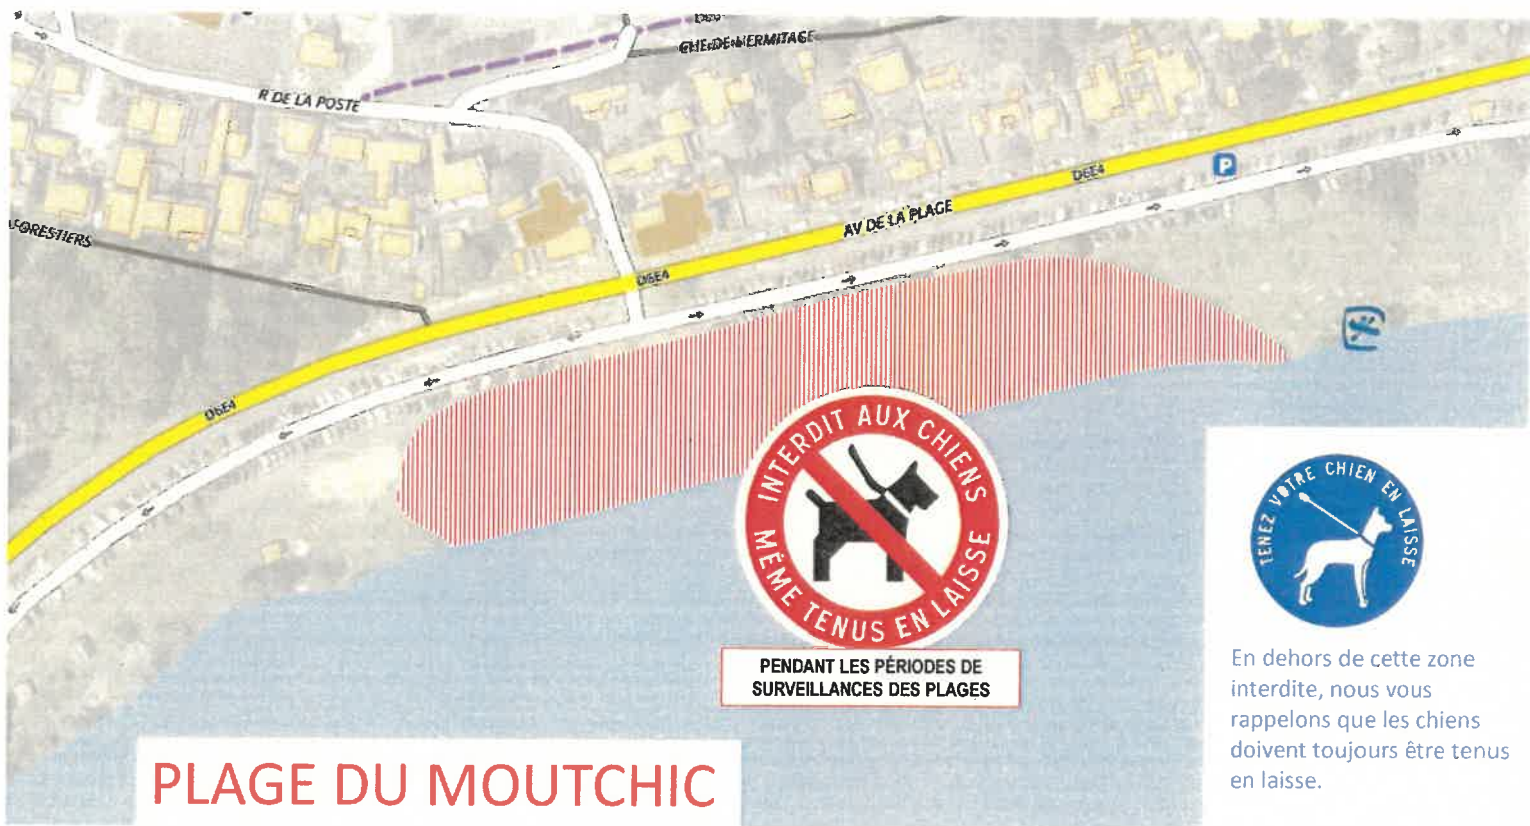 CHE DE L'ERMITAGE
R DE LA POSTE
FORESTIERS
D6E4
AV DE LA PLAGE
D6E4
D6E4
P
INTERDIT AUX CHIENS
MÊME TENUS EN LAISSE
PENDANT LES PÉRIODES DE
SURVEILLANCES DES PLAGES
TENEZ VOTRE CHIEN EN LAISSE
En dehors de cette zone
interdite, nous vous
rappelons que les chiens
doivent toujours être tenus
en laisse.
PLAGE DU MOUTCHIC